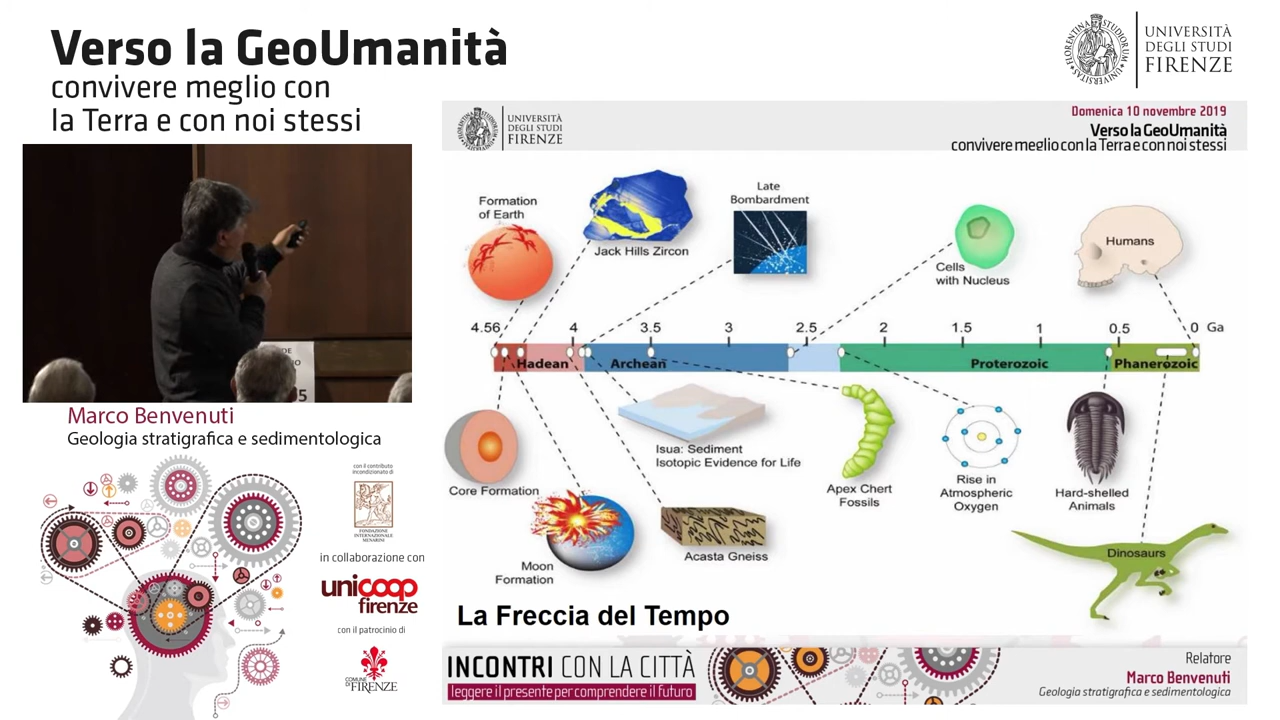 Verso la GeoUmanità
convivere meglio con
la Terra e con noi stessi
UNIVERSITÀ
DEGLI STUDI
FIRENZE
FLORENTINA STUDIORUM UNIVERSITAS
UNIVERSITÀ
DEGLI STUDI
FIRENZE
Domenica 10 novembre 2019
Verso la GeoUmanità
convivere meglio con la Terra e con noi stessi
Formation
of Earth
Jack Hills Zircon
Late
Bombardment
Cells
with Nucleus
Humans
4.56 4 3.5 3 2.5 2 1.5 1 0.5 0 Ga
Hadean Archean Proterozoic Phanerozoic
Core Formation
Moon
Formation
Isua: Sediment
Isotopic Evidence for Life
Acasta Gneiss
Apex Chert
Fossils
Rise in
Atmospheric
Oxygen
Hard-shelled
Animals
Dinosaurs
La Freccia del Tempo
INCONTRI CON LA CITTÀ
leggere il presente per comprendere il futuro
Relatore
Marco Benvenuti
Geologia stratigrafica e sedimentologica
Marco Benvenuti
Geologia stratigrafica e sedimentologica
con il contributo
incondizionato di
FONDAZIONE
INTERNAZIONALE
MENARINI
in collaborazione con
unicoop
firenze
con il patrocinio di
COMUNE
DI FIRENZE